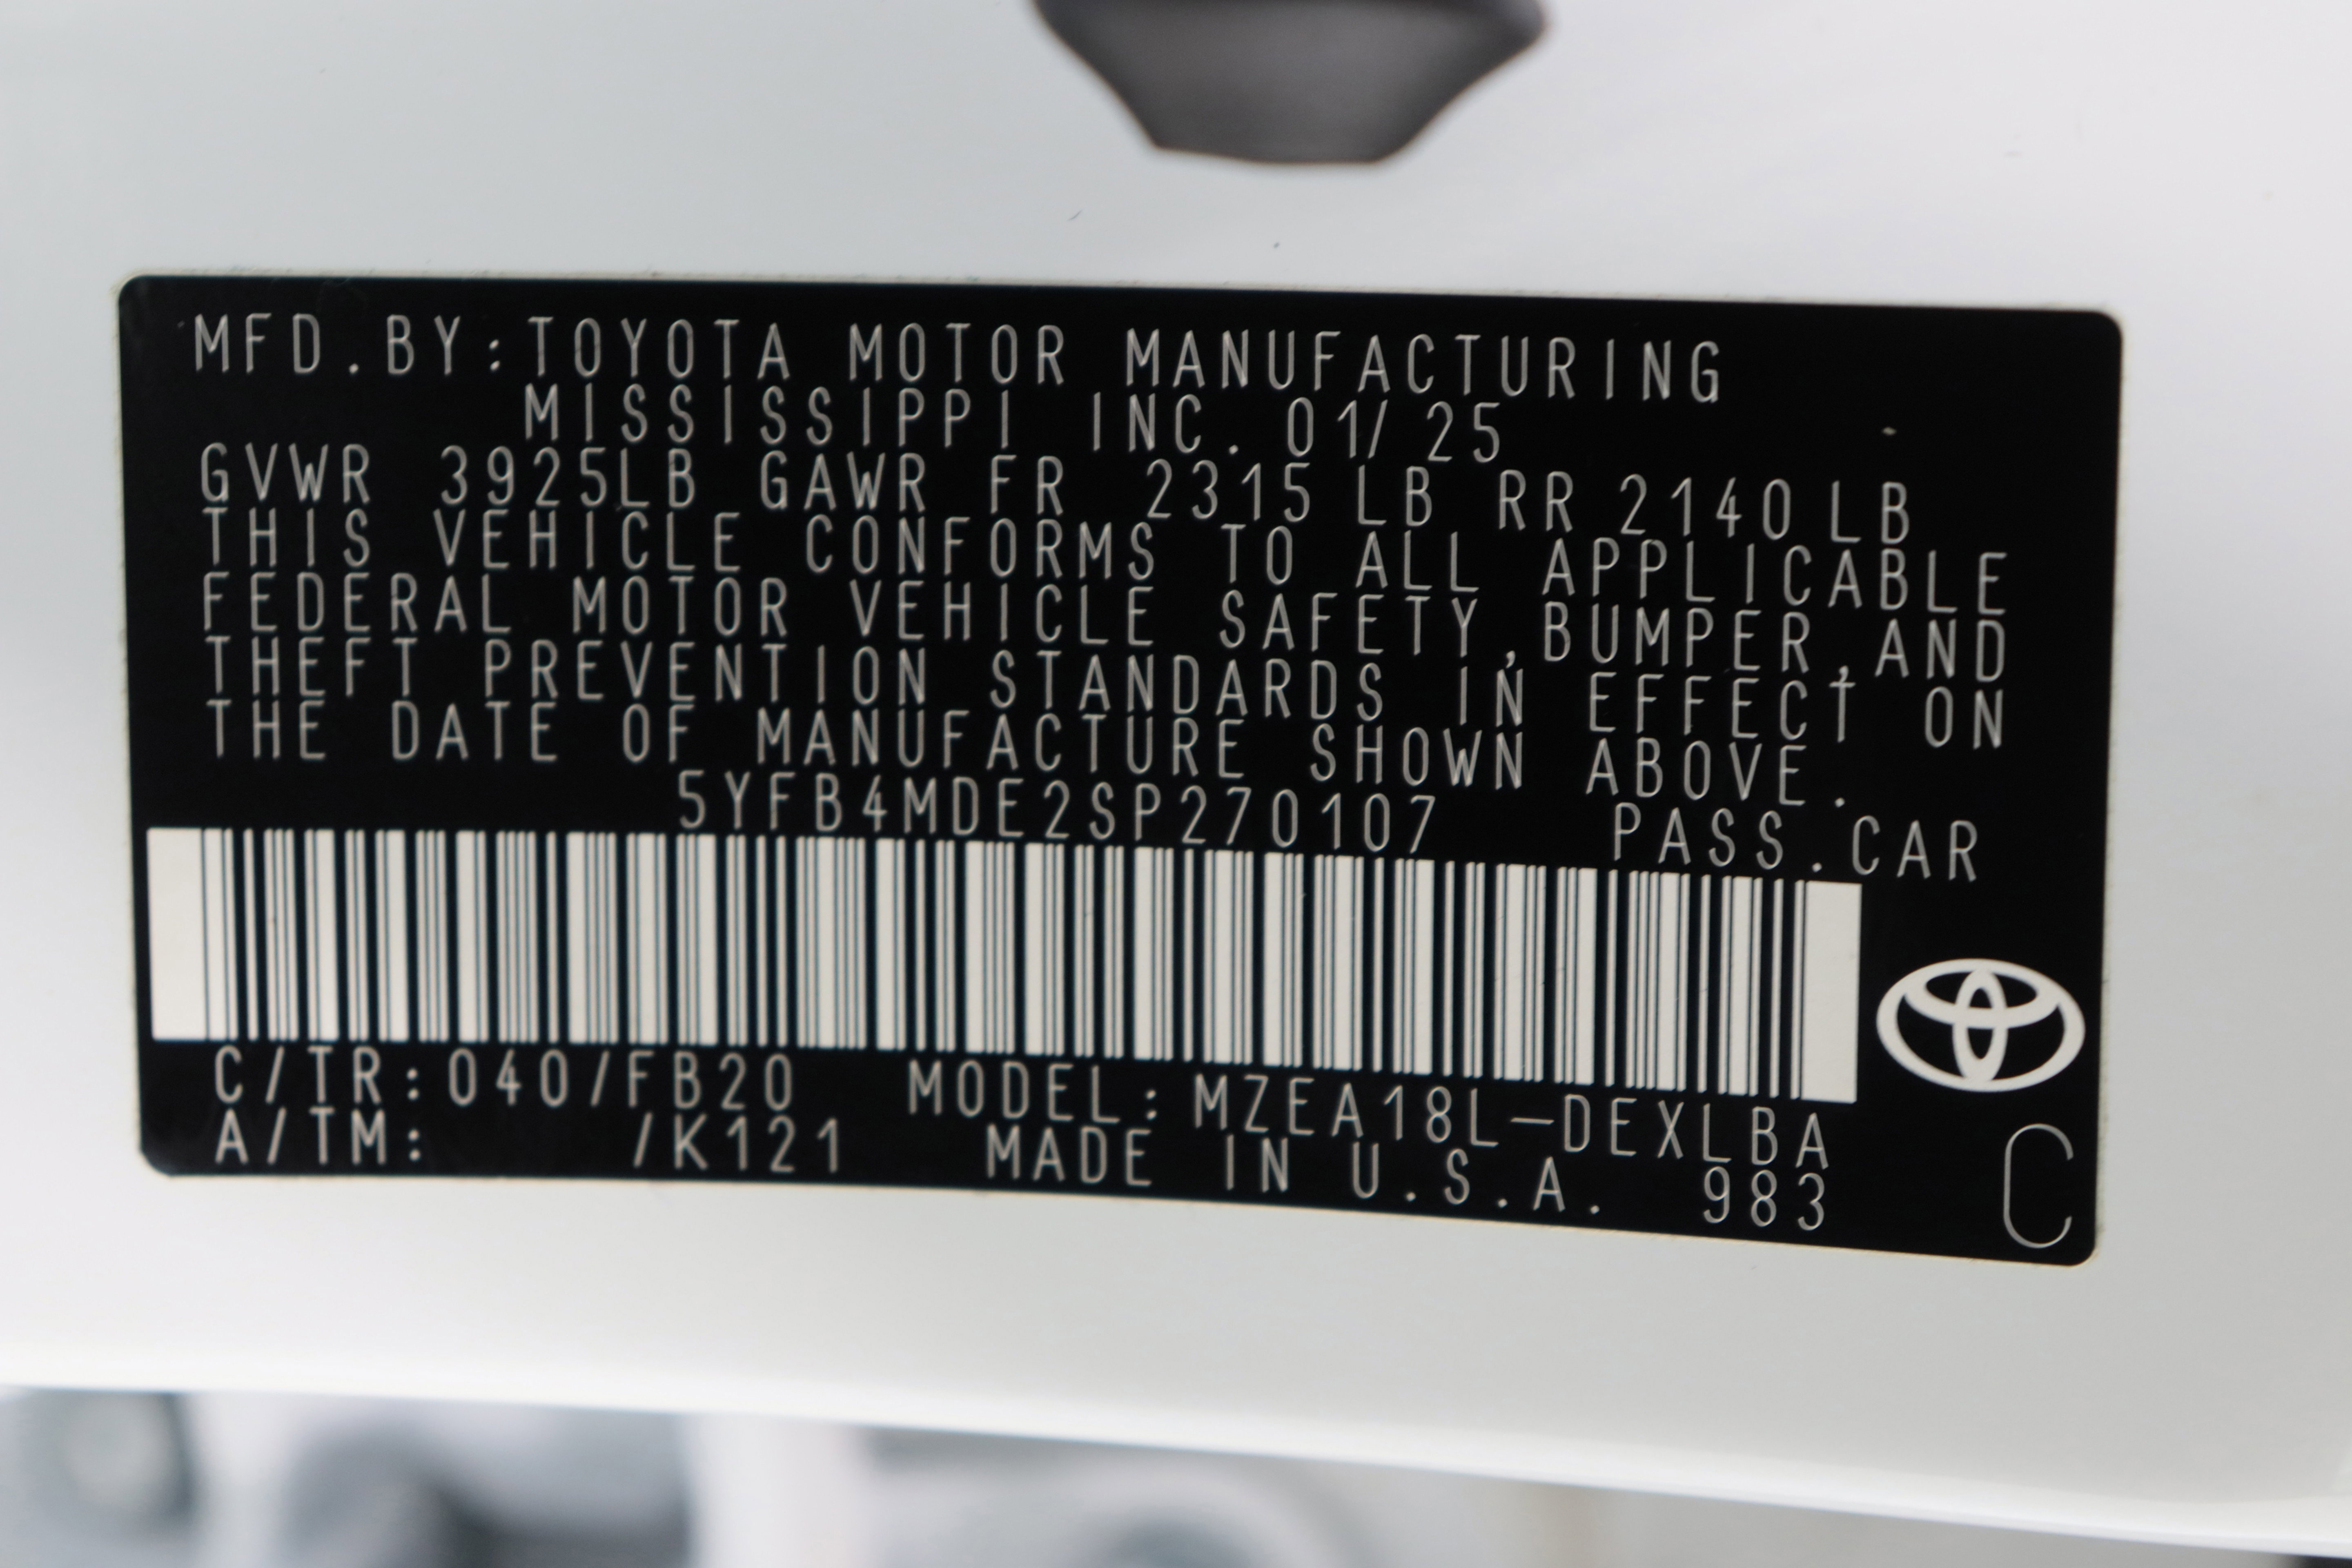 MFD.BY:TOYOTA MOTOR MANUFACTURING
MISSISSIPPI INC. 01/25
GVWR 3925LB GAWR FR 2315 LB RR 2140LB
THIS VEHICLE CONFORMS TO ALL APPLICABLE
FEDERAL MOTOR VEHICLE SAFETY,BUMPER,AND
THEFT PREVENTION STANDARDS IN EFFECT ON
THE DATE OF MANUFACTURE SHOWN ABOVE.
5YFB4MDE2SP270107 PASS.CAR
C/TR:040/FB20 MODEL:MZEA18L-DEXLBA
A/TM: /K121 MADE IN U.S.A. 983
C